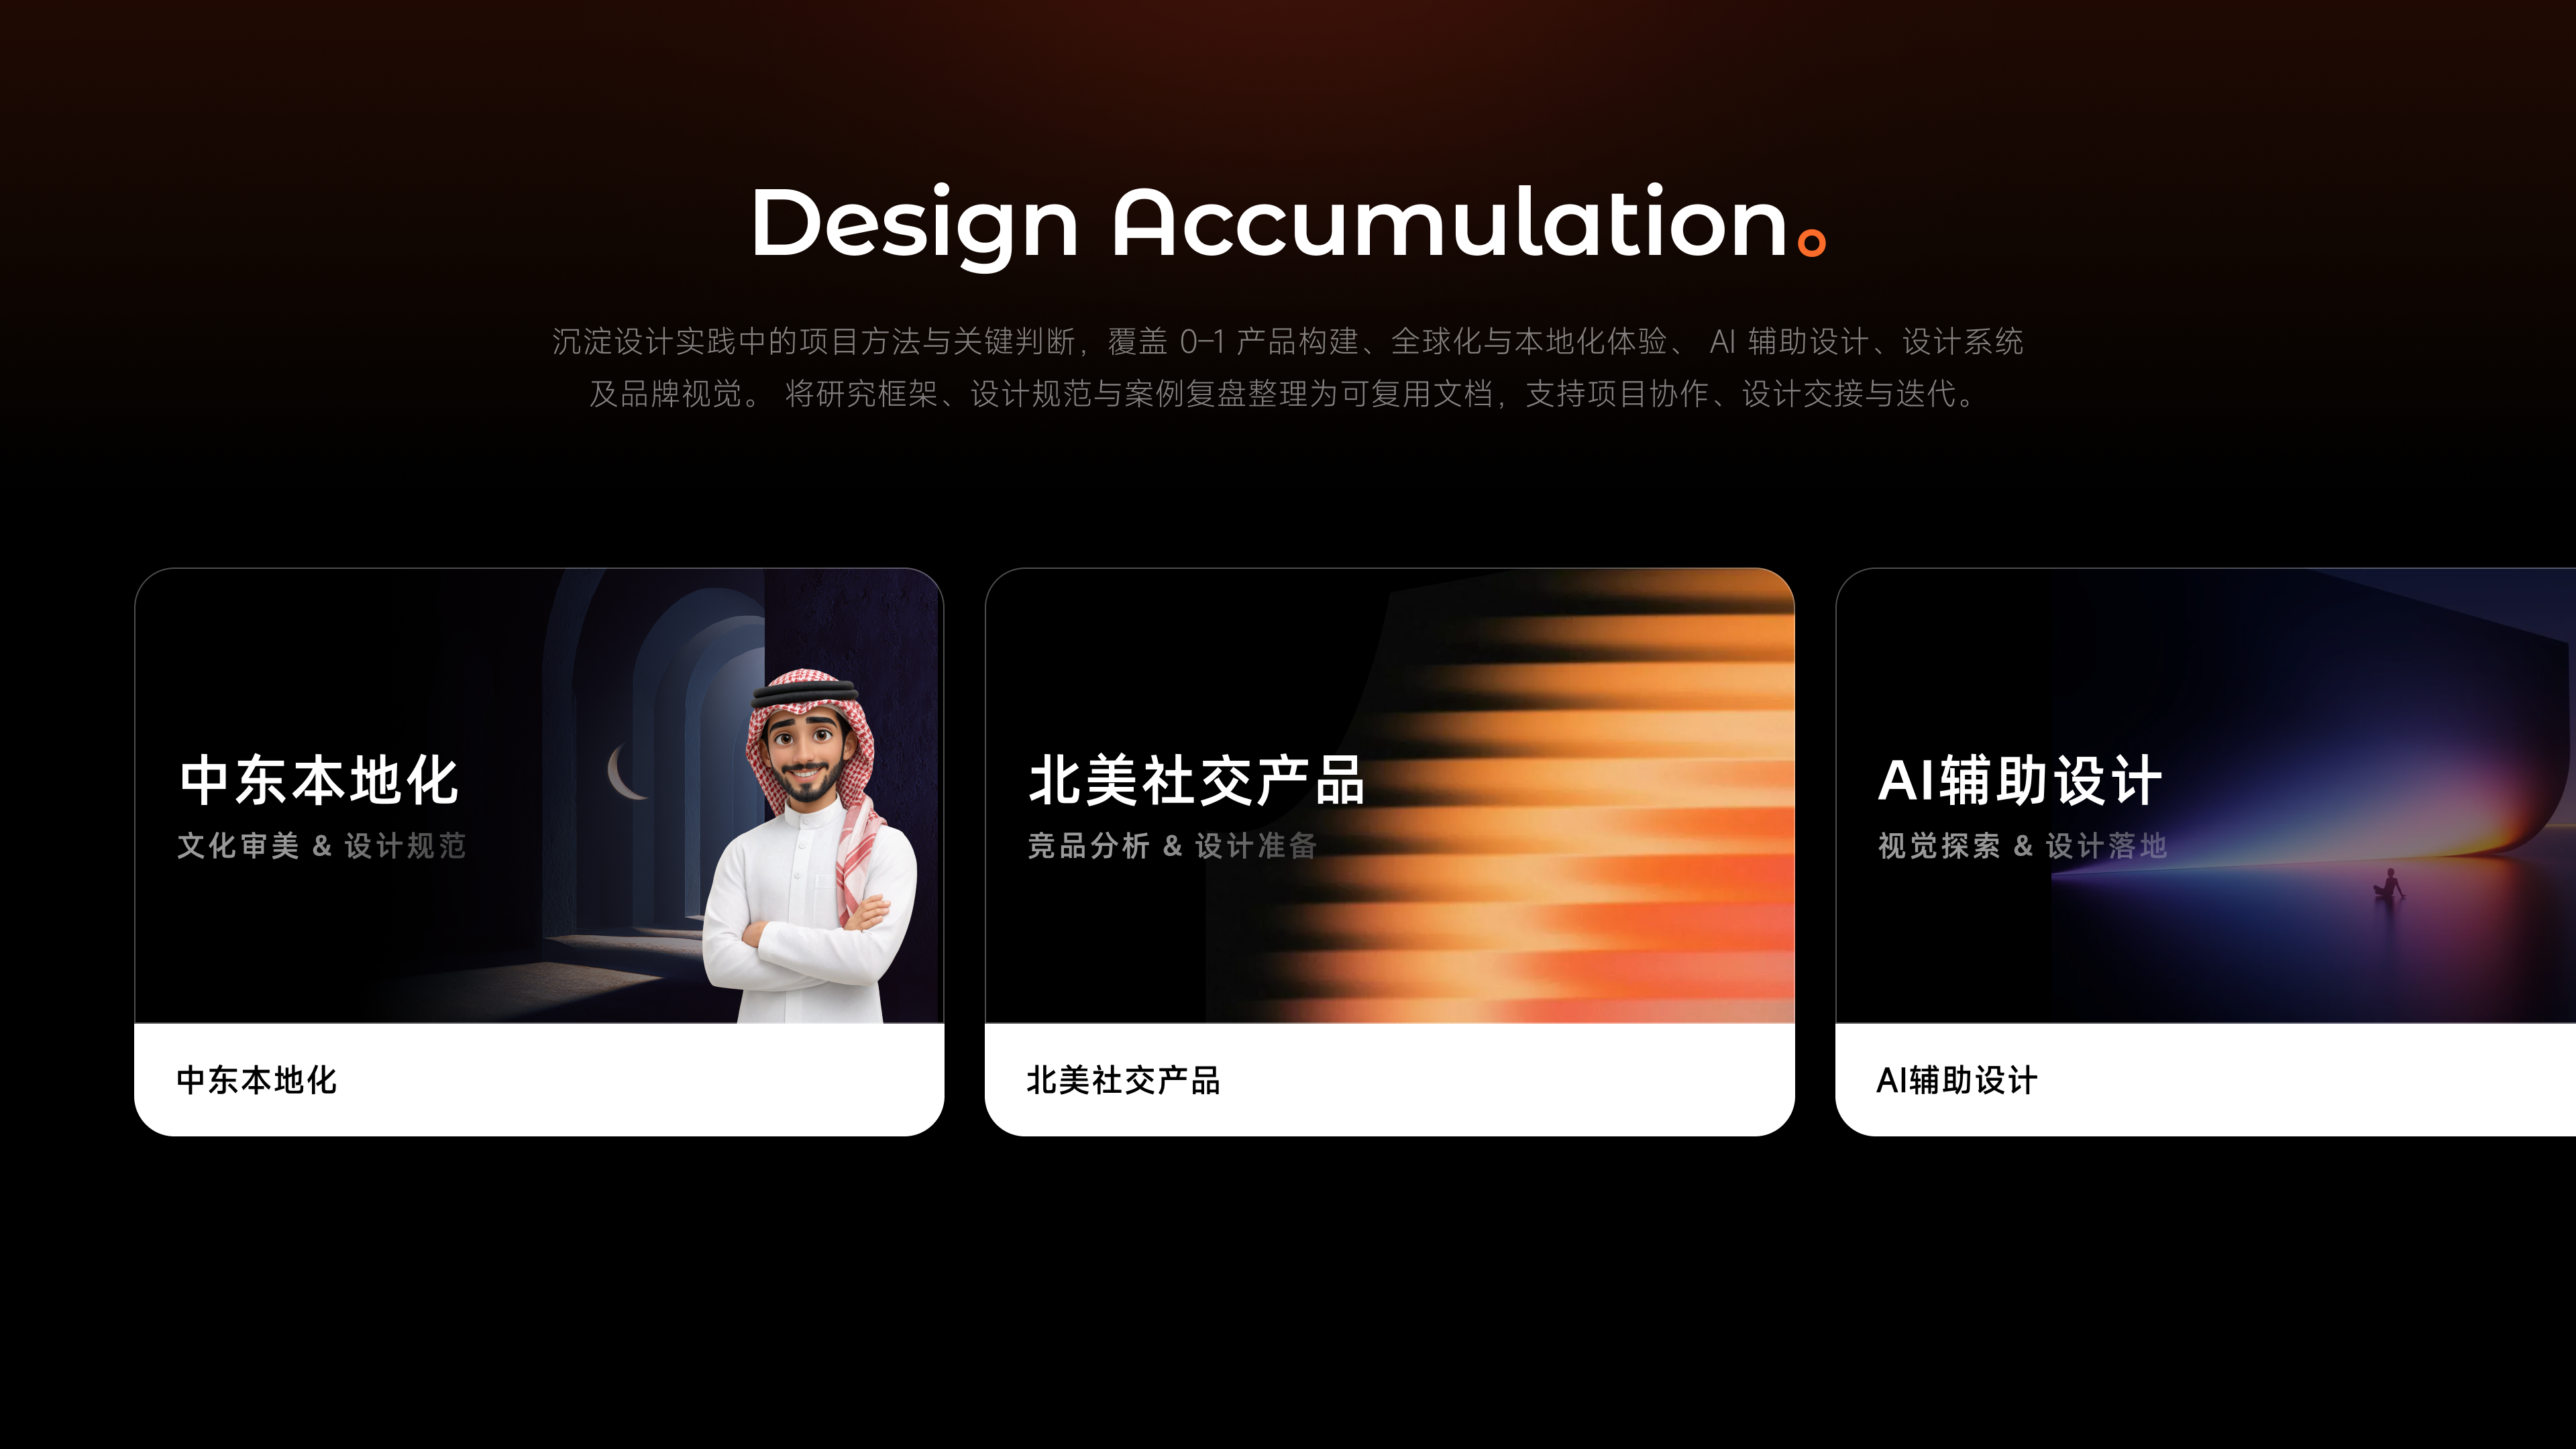 Design Accumulation
沉淀设计实践中的项目方法与关键判断，覆盖 0–1 产品构建、全球化与本地化体验、 AI 辅助设计、设计系统
及品牌视觉。 将研究框架、设计规范与案例复盘整理为可复用文档，支持项目协作、设计交接与迭代。
中东本地化
文化审美 & 设计规范
中东本地化
北美社交产品
竞品分析 & 设计准备
北美社交产品
AI辅助设计
视觉探索 & 设计落地
AI辅助设计